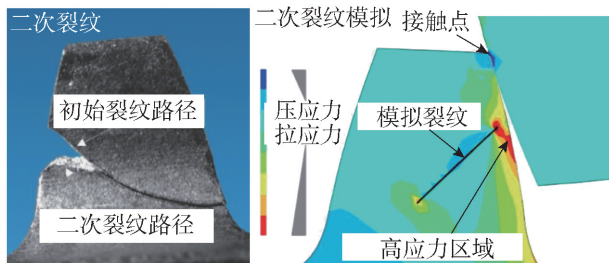 二次裂纹
初始裂纹路径
二次裂纹路径
二次裂纹模拟
接触点
压应力
拉应力
模拟裂纹
高应力区域